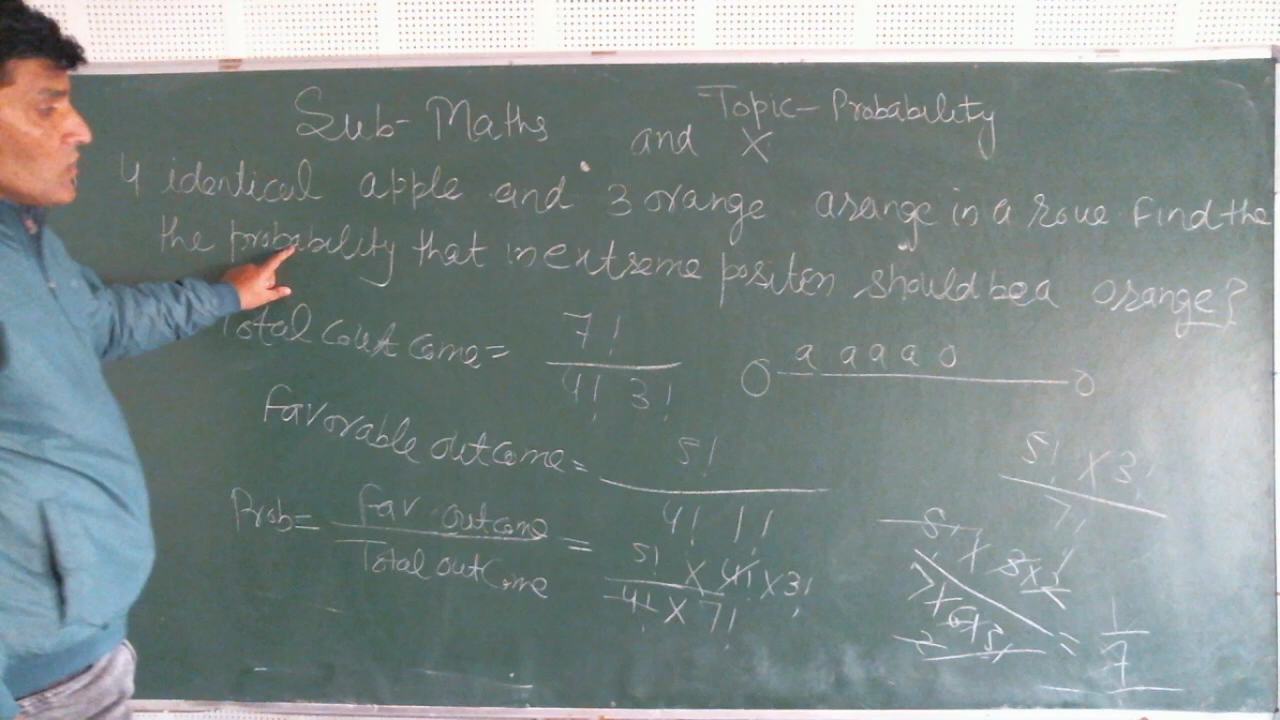 Sub- Maths Topic- Probability
and X
4 identical apple and 3 orange arange in a roue Find the
the probability that in extreme positen should be a orange?
Total out come = 7! / 4! 3!
O a a a a o o
Favorable outcome = 5! / 4! 1!
5! X 3! / 7!
Prob = Fav. outcome / Total outcome = 5! X 4! X 3! / 4! X 7!
= 1/7